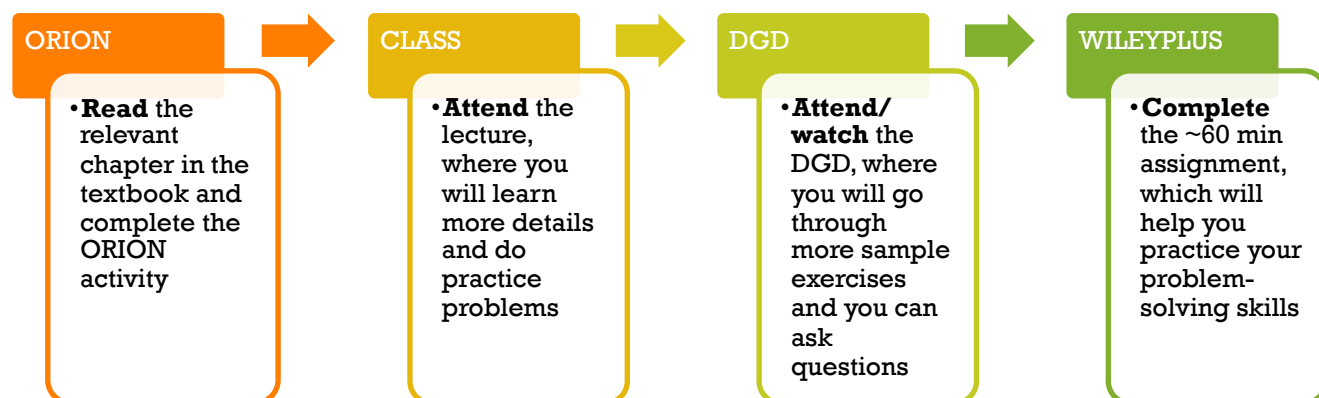 ORION
• Read the
relevant
chapter in the
textbook and
complete the
ORION
activity
CLASS
• Attend the
lecture,
where you
will learn
more details
and do
practice
problems
DGD
• Attend/
watch the
DGD, where
you will go
through
more sample
exercises
and you can
ask
questions
WILEYPLUS
• Complete
the ~60 min
assignment,
which will
help you
practice your
problem-
solving skills